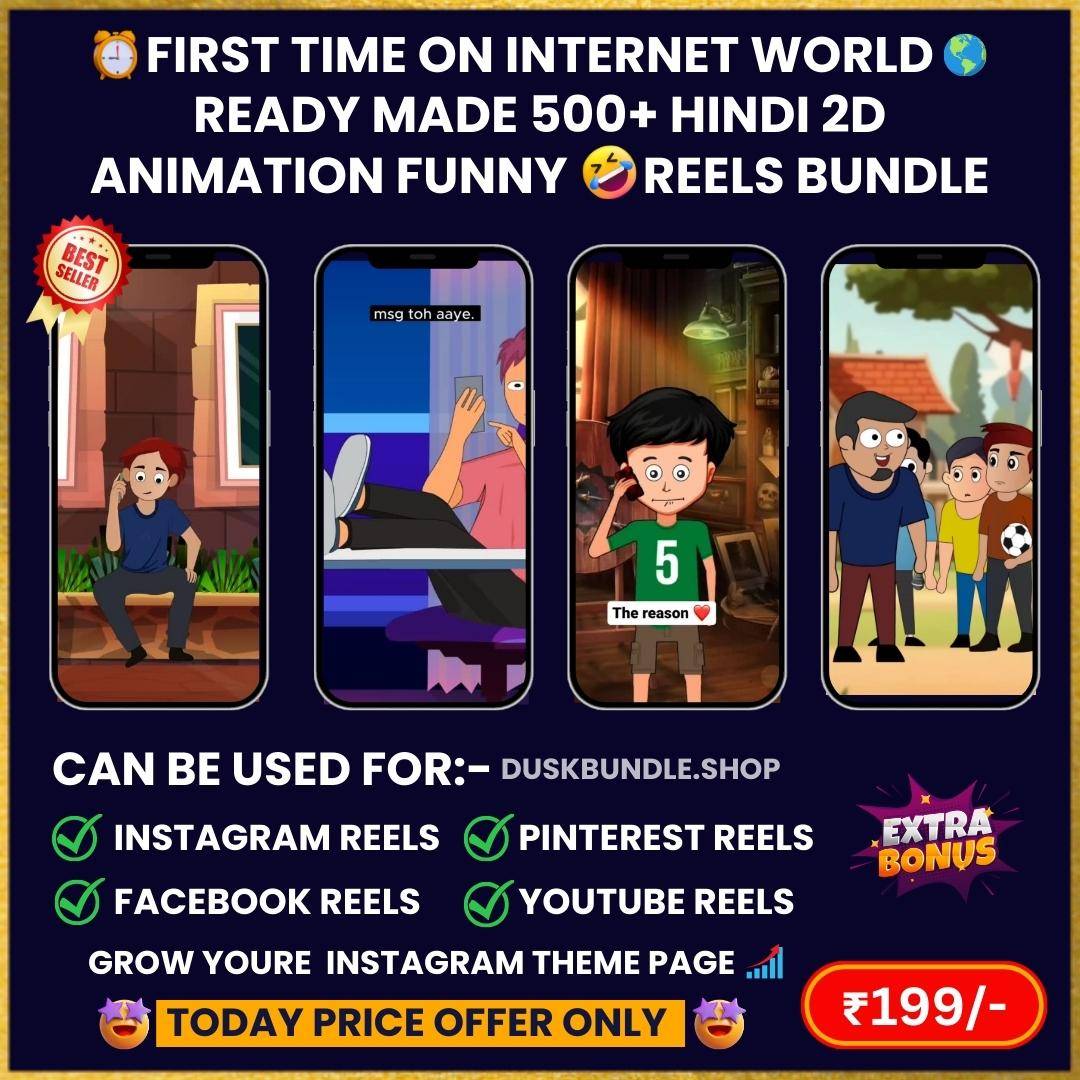 FIRST TIME ON INTERNET WORLD
READY MADE 500+ HINDI 2D
ANIMATION FUNNY REELS BUNDLE
BEST
SELLER
msg toh aaye.
5
The reason ❤️
CAN BE USED FOR:- DUSKBUNDLE.SHOP
INSTAGRAM REELS PINTEREST REELS
FACEBOOK REELS YOUTUBE REELS
EXTRA
BONUS
GROW YOURE INSTAGRAM THEME PAGE
TODAY PRICE OFFER ONLY
₹199/-